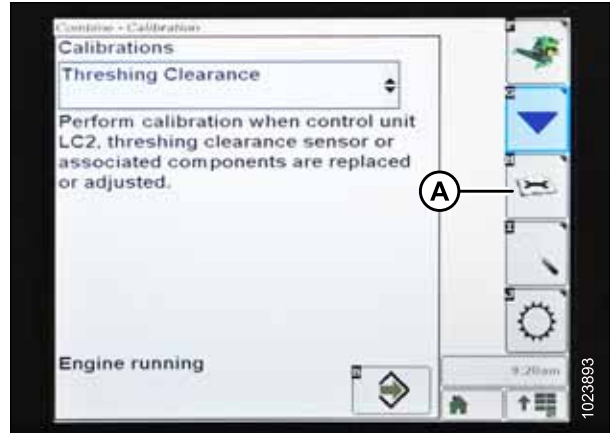 Combine - Calibration
Calibrations
Threshing Clearance
Perform calibration when control unit
LC2, threshing clearance sensor or
associated components are replaced
or adjusted.
A
Engine running
9:20am
1023893